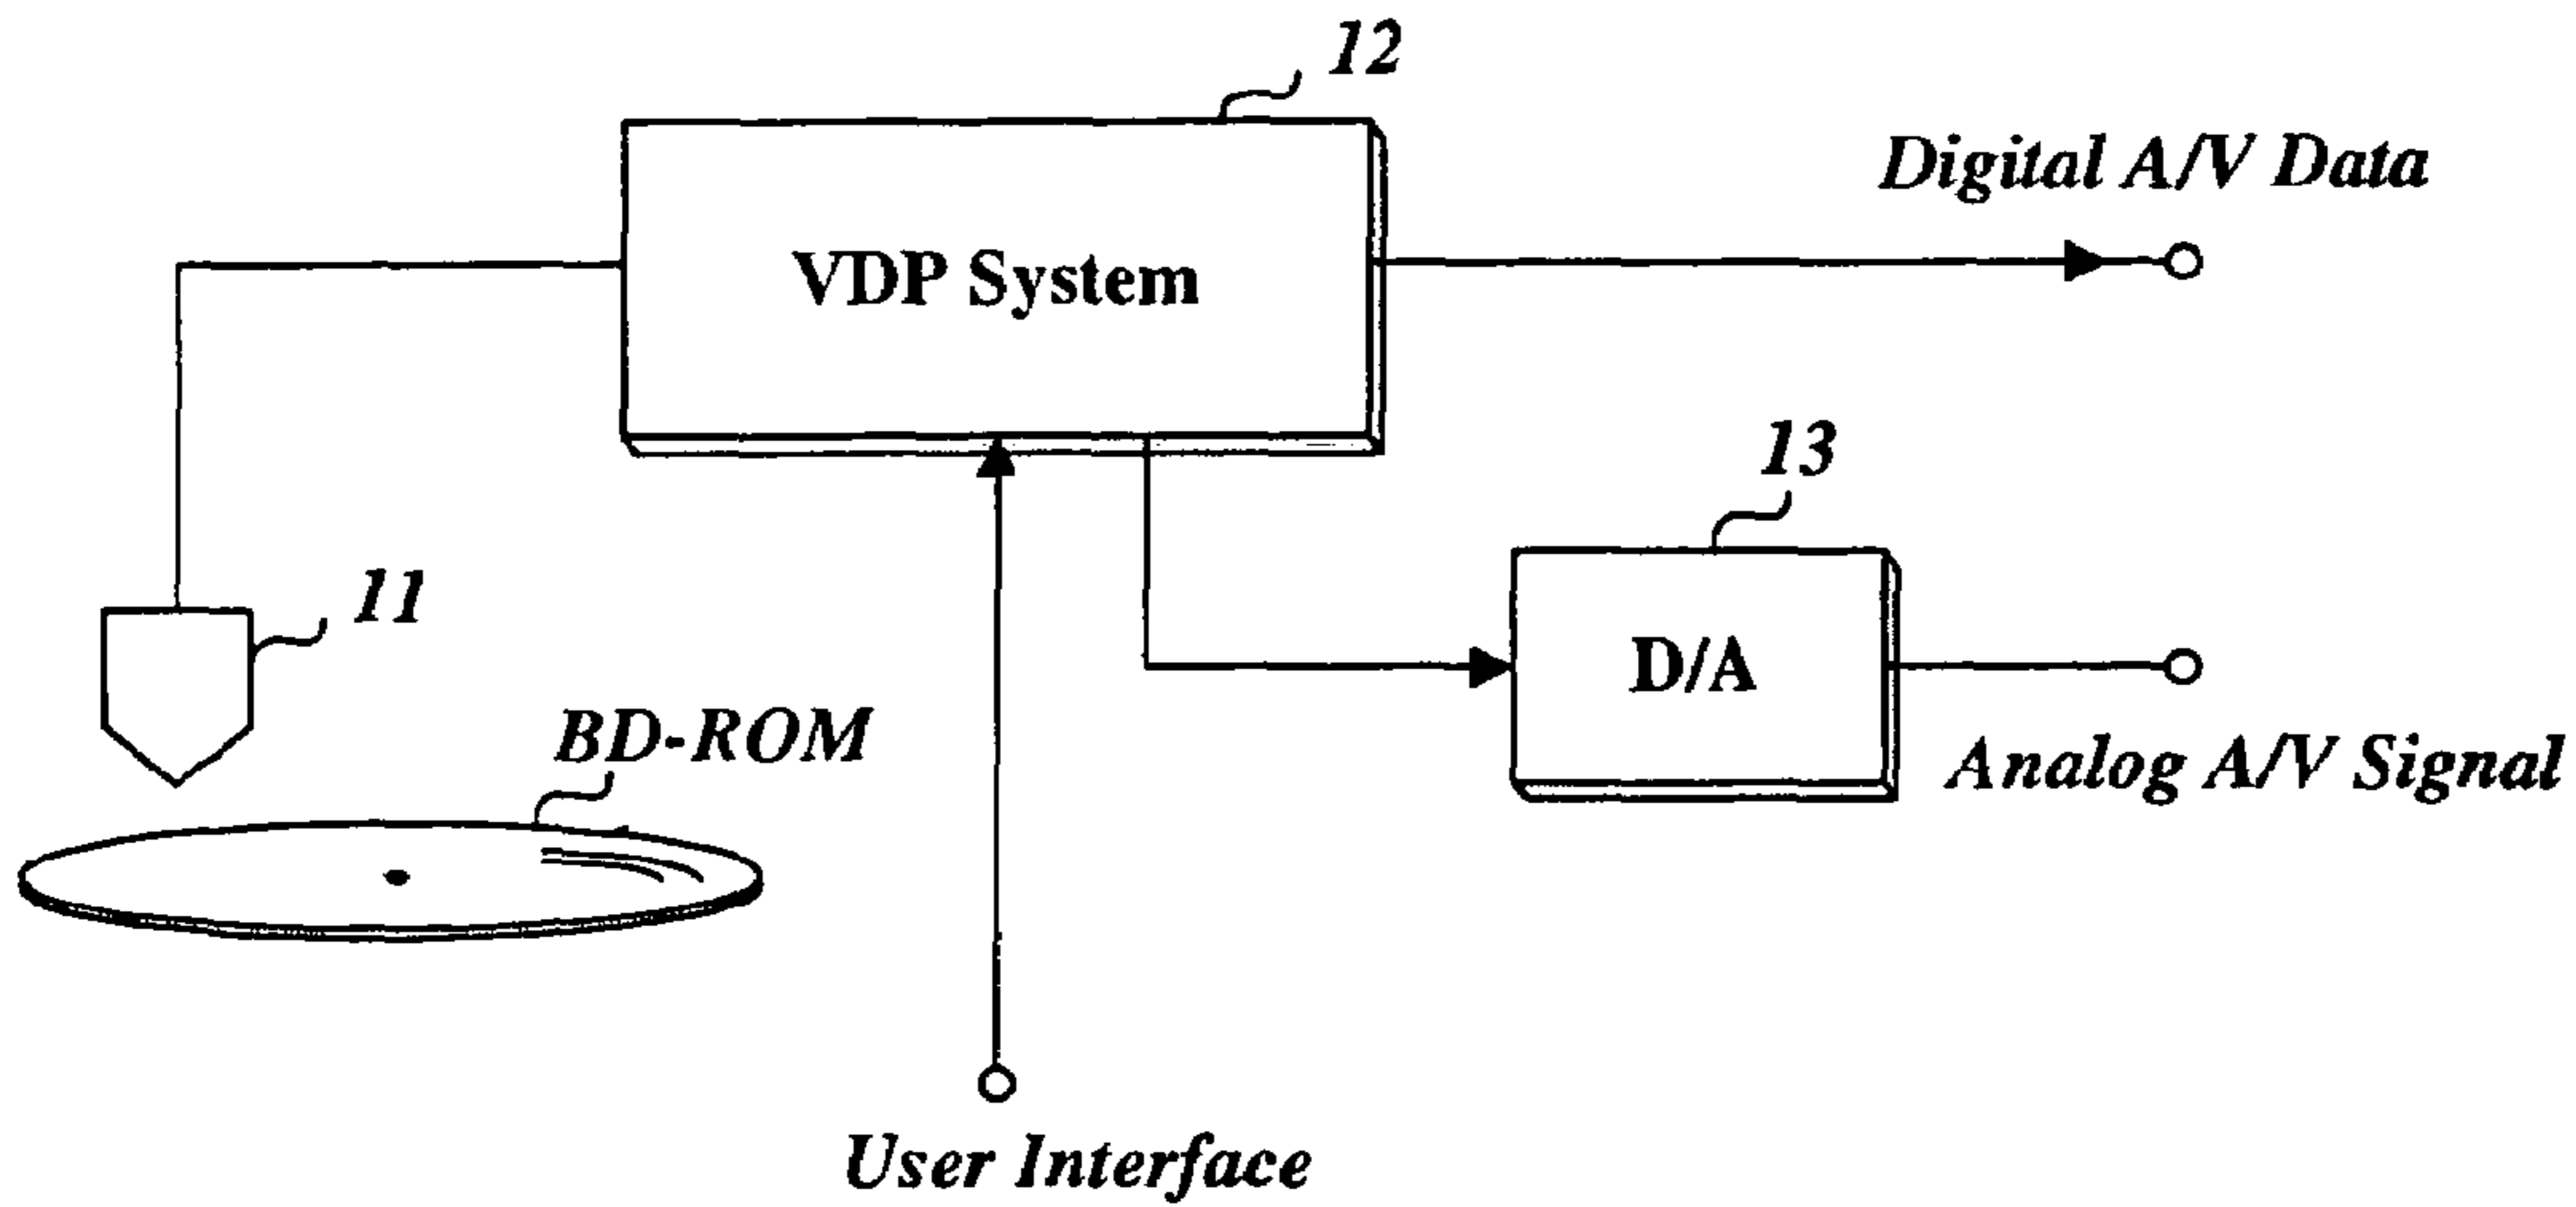 12
Digital A/V Data
VDP System
13
11
D/A
BD-ROM
Analog A/V Signal
User Interface